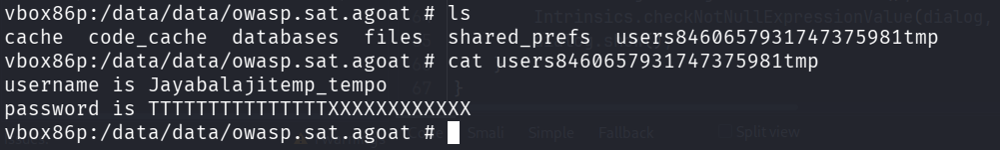 vbox86p:/data/data/owasp.sat.agoat # ls
Intrinsics.checkNotNullExpressionValue(dialog,
cache code_cache databases files shared_prefs users8460657931747375981tmp
vbox86p:/data/data/owasp.sat.agoat # cat users8460657931747375981tmp
username is Jayabalajitemp_tempo
67 }
password is TTTTTTTTTTTTTTTXXXXXXXXXXXX
vbox86p:/data/data/owasp.sat.agoat #
Smali Simple Fallback Split view